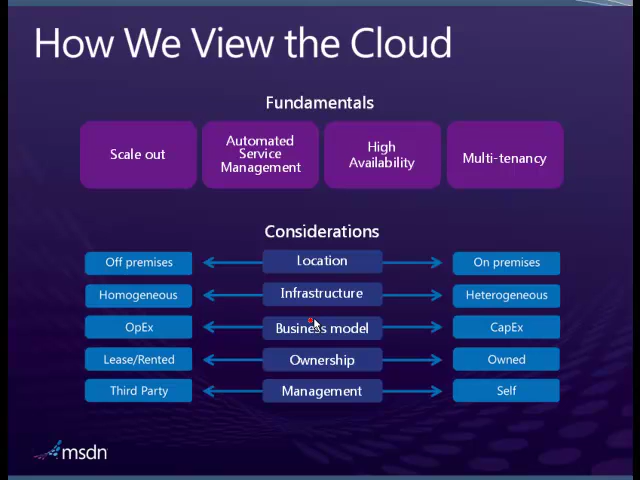 How We View the Cloud
Fundamentals
Scale out
Automated
Service
Management
High
Availability
Multi-tenancy
Considerations
Off premises
Location
On premises
Homogeneous
Infrastructure
Heterogeneous
OpEx
Business model
CapEx
Lease/Rented
Ownership
Owned
Third Party
Management
Self
msdn